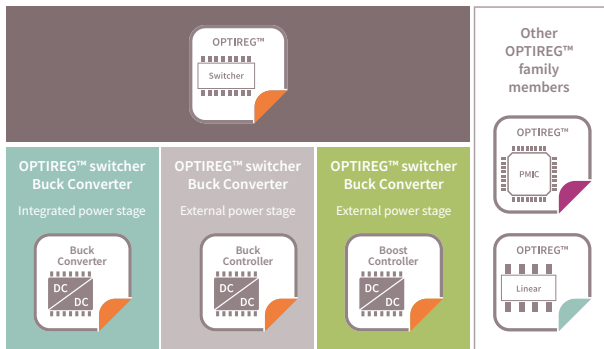 OPTIREG™
Switcher
OPTIREG™ switcher
Buck Converter
Integrated power stage
Buck
Converter
DC
DC
OPTIREG™ switcher
Buck Converter
External power stage
Buck
Controller
DC
DC
OPTIREG™ switcher
Buck Converter
External power stage
Boost
Controller
DC
DC
Other
OPTIREG™
family
members
OPTIREG™
PMIC
OPTIREG™
Linear